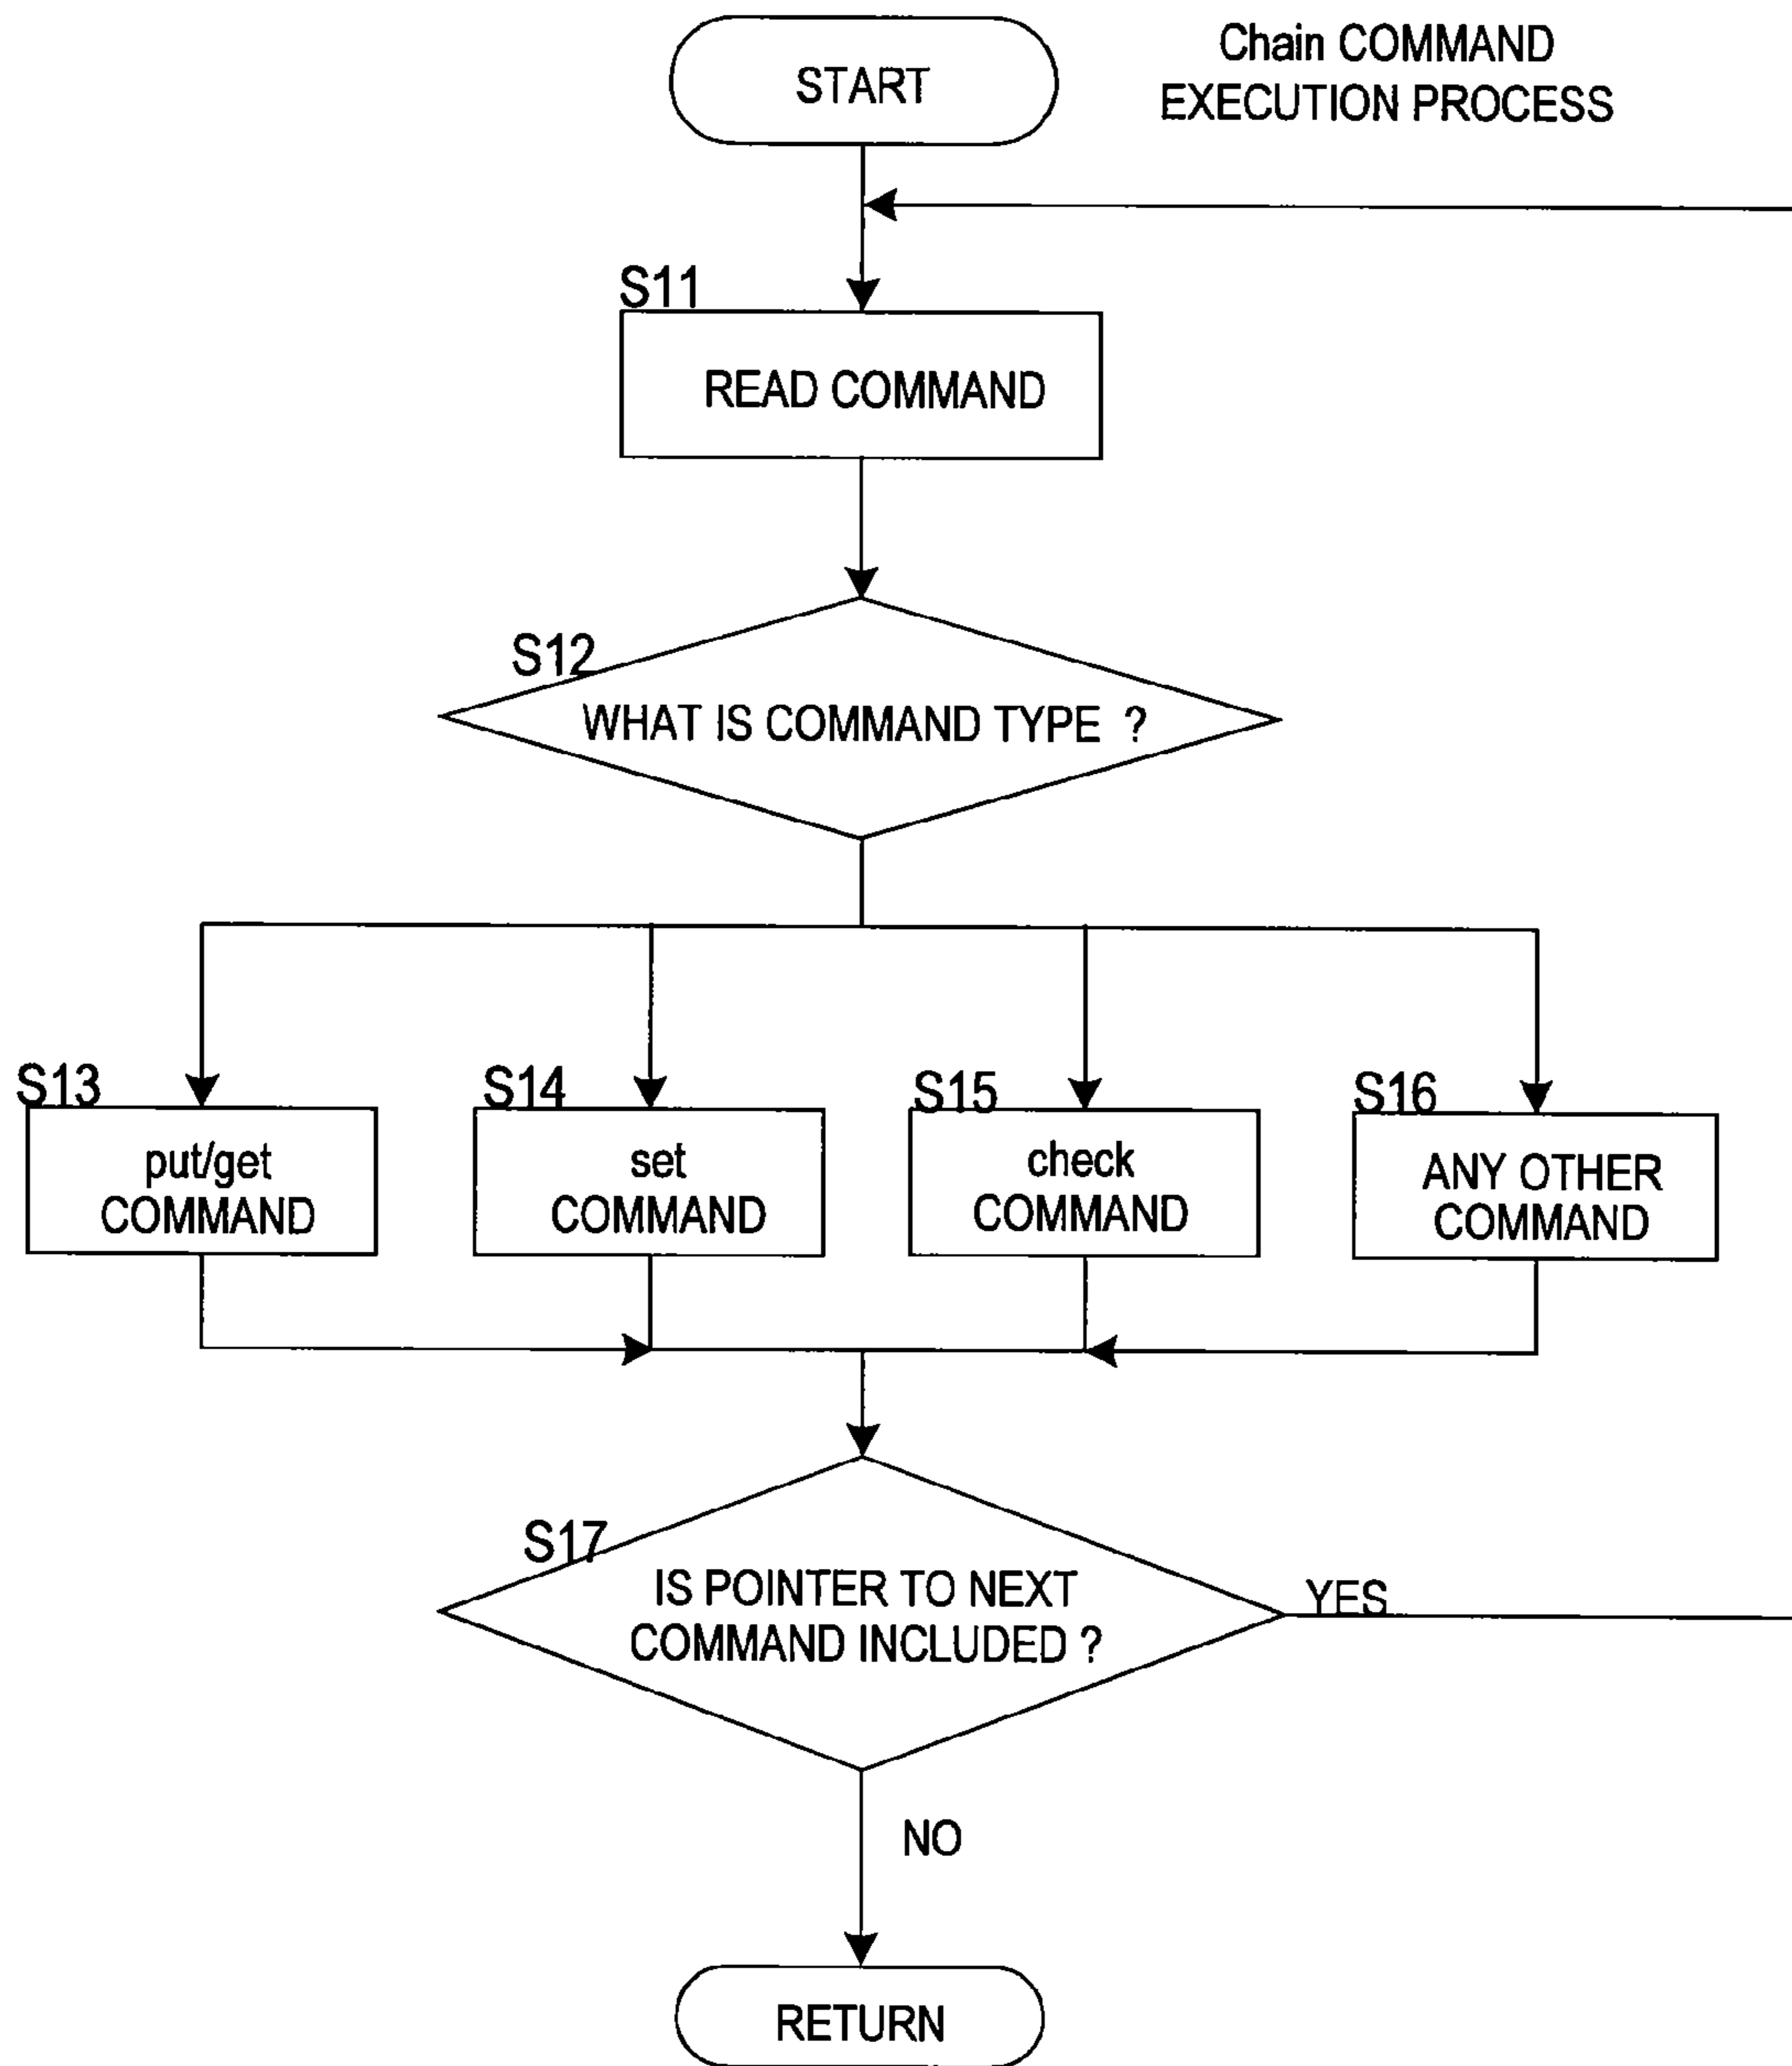 START
Chain COMMAND
EXECUTION PROCESS
S11
READ COMMAND
S12
WHAT IS COMMAND TYPE ?
S13
put/get
COMMAND
S14
set
COMMAND
S15
check
COMMAND
S16
ANY OTHER
COMMAND
S17
IS POINTER TO NEXT
COMMAND INCLUDED ?
YES
NO
RETURN